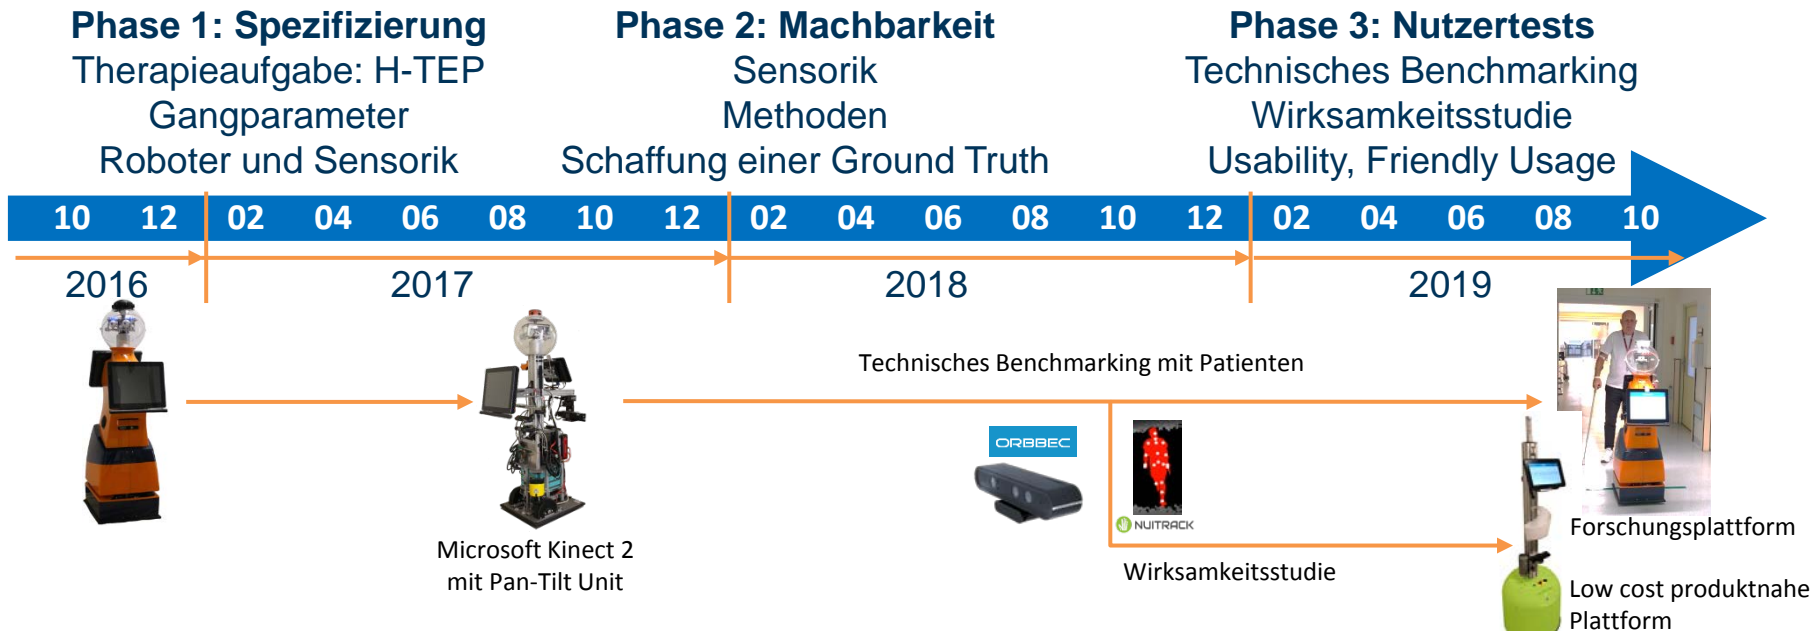 Phase 1: Spezifizierung
Therapieaufgabe: H-TEP
Gangparameter
Roboter und Sensorik
Phase 2: Machbarkeit
Sensorik
Methoden
Schaffung einer Ground Truth
Phase 3: Nutzertests
Technisches Benchmarking
Wirksamkeitsstudie
Usability, Friendly Usage
10 12 02 04 06 08 10 12 02 04 06 08 10 12 02 04 06 08 10
2016 2017 2018 2019
Technisches Benchmarking mit Patienten
ORBBEC
NUITRACK
Microsoft Kinect 2
mit Pan-Tilt Unit
Wirksamkeitsstudie
Forschungsplattform
Low cost produktnahe
Plattform